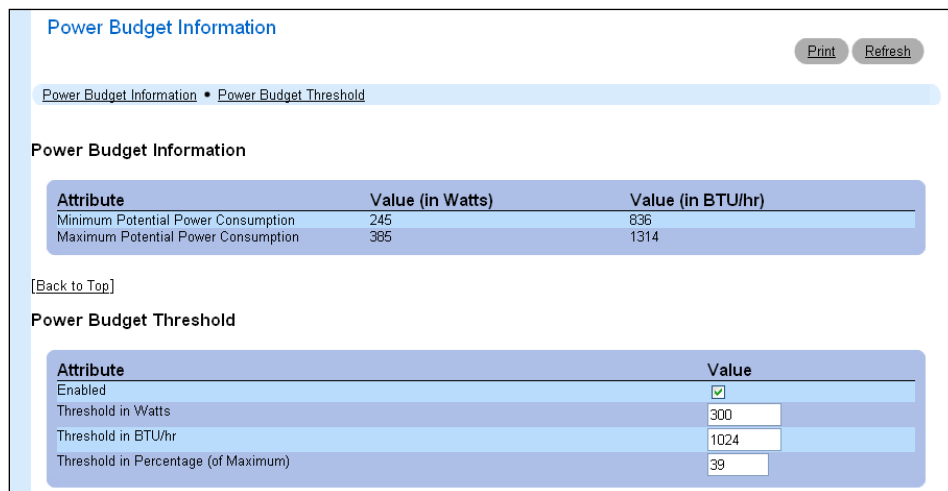 Power Budget Information
Print Refresh
Power Budget Information • Power Budget Threshold
Power Budget Information
Attribute Value (in Watts) Value (in BTU/hr)
Minimum Potential Power Consumption 245 836
Maximum Potential Power Consumption 385 1314
[Back to Top]
Power Budget Threshold
Attribute Value
Enabled
Threshold in Watts 300
Threshold in BTU/hr 1024
Threshold in Percentage (of Maximum) 39